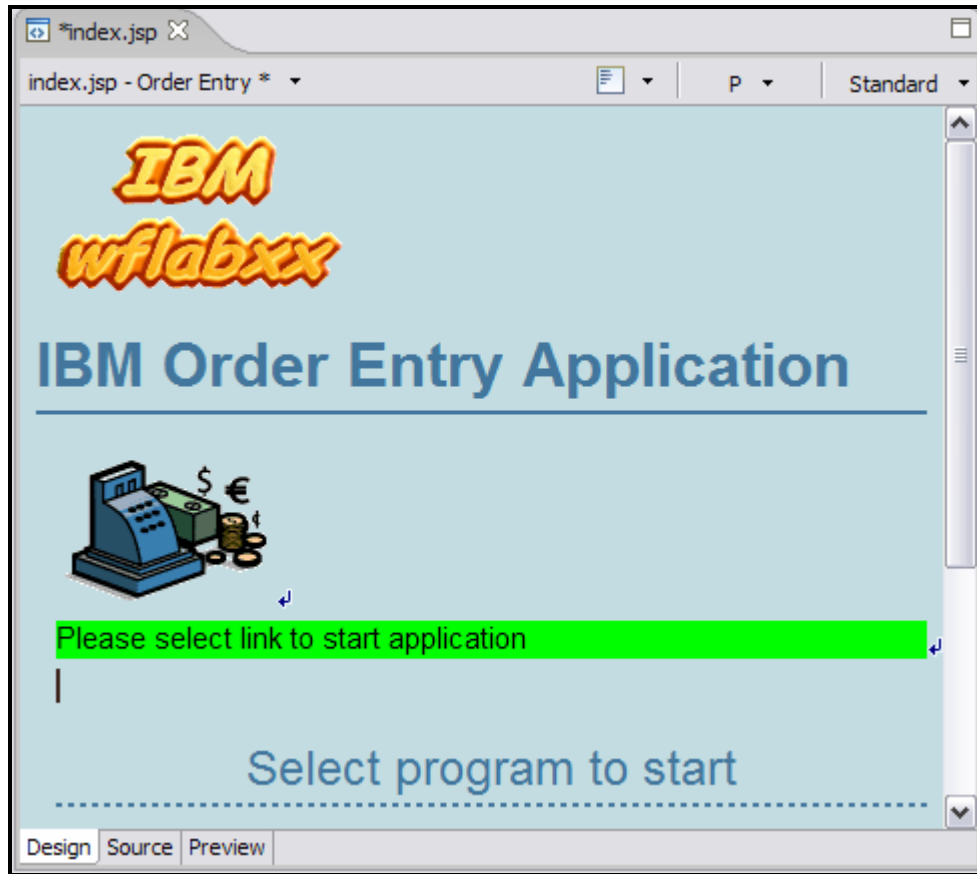 *index.jsp
index.jsp - Order Entry * P Standard
IBM
wflabxx
IBM Order Entry Application
$ € ¢
Please select link to start application
Select program to start
Design Source Preview